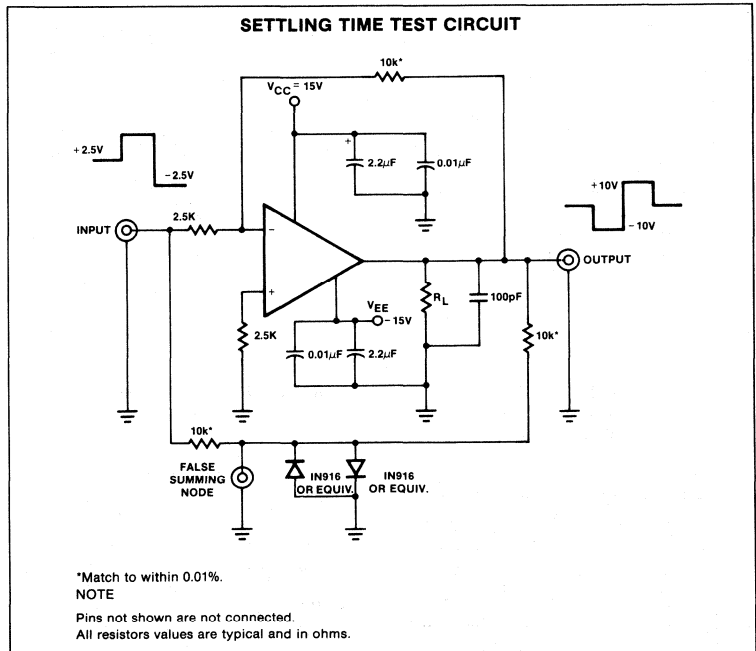 SETTLING TIME TEST CIRCUIT
10k*
VCC = 15V
+2.5V
-2.5V
+
2.2µF
0.01µF
+10V
-10V
2.5K
INPUT
-
+
OUTPUT
VEE
-15V
RL
100pF
10k*
2.5K
0.01µF
2.2µF
10k*
FALSE
SUMMING
NODE
IN916
OR EQUIV.
IN916
OR EQUIV.
*Match to within 0.01%.
NOTE
Pins not shown are not connected.
All resistors values are typical and in ohms.